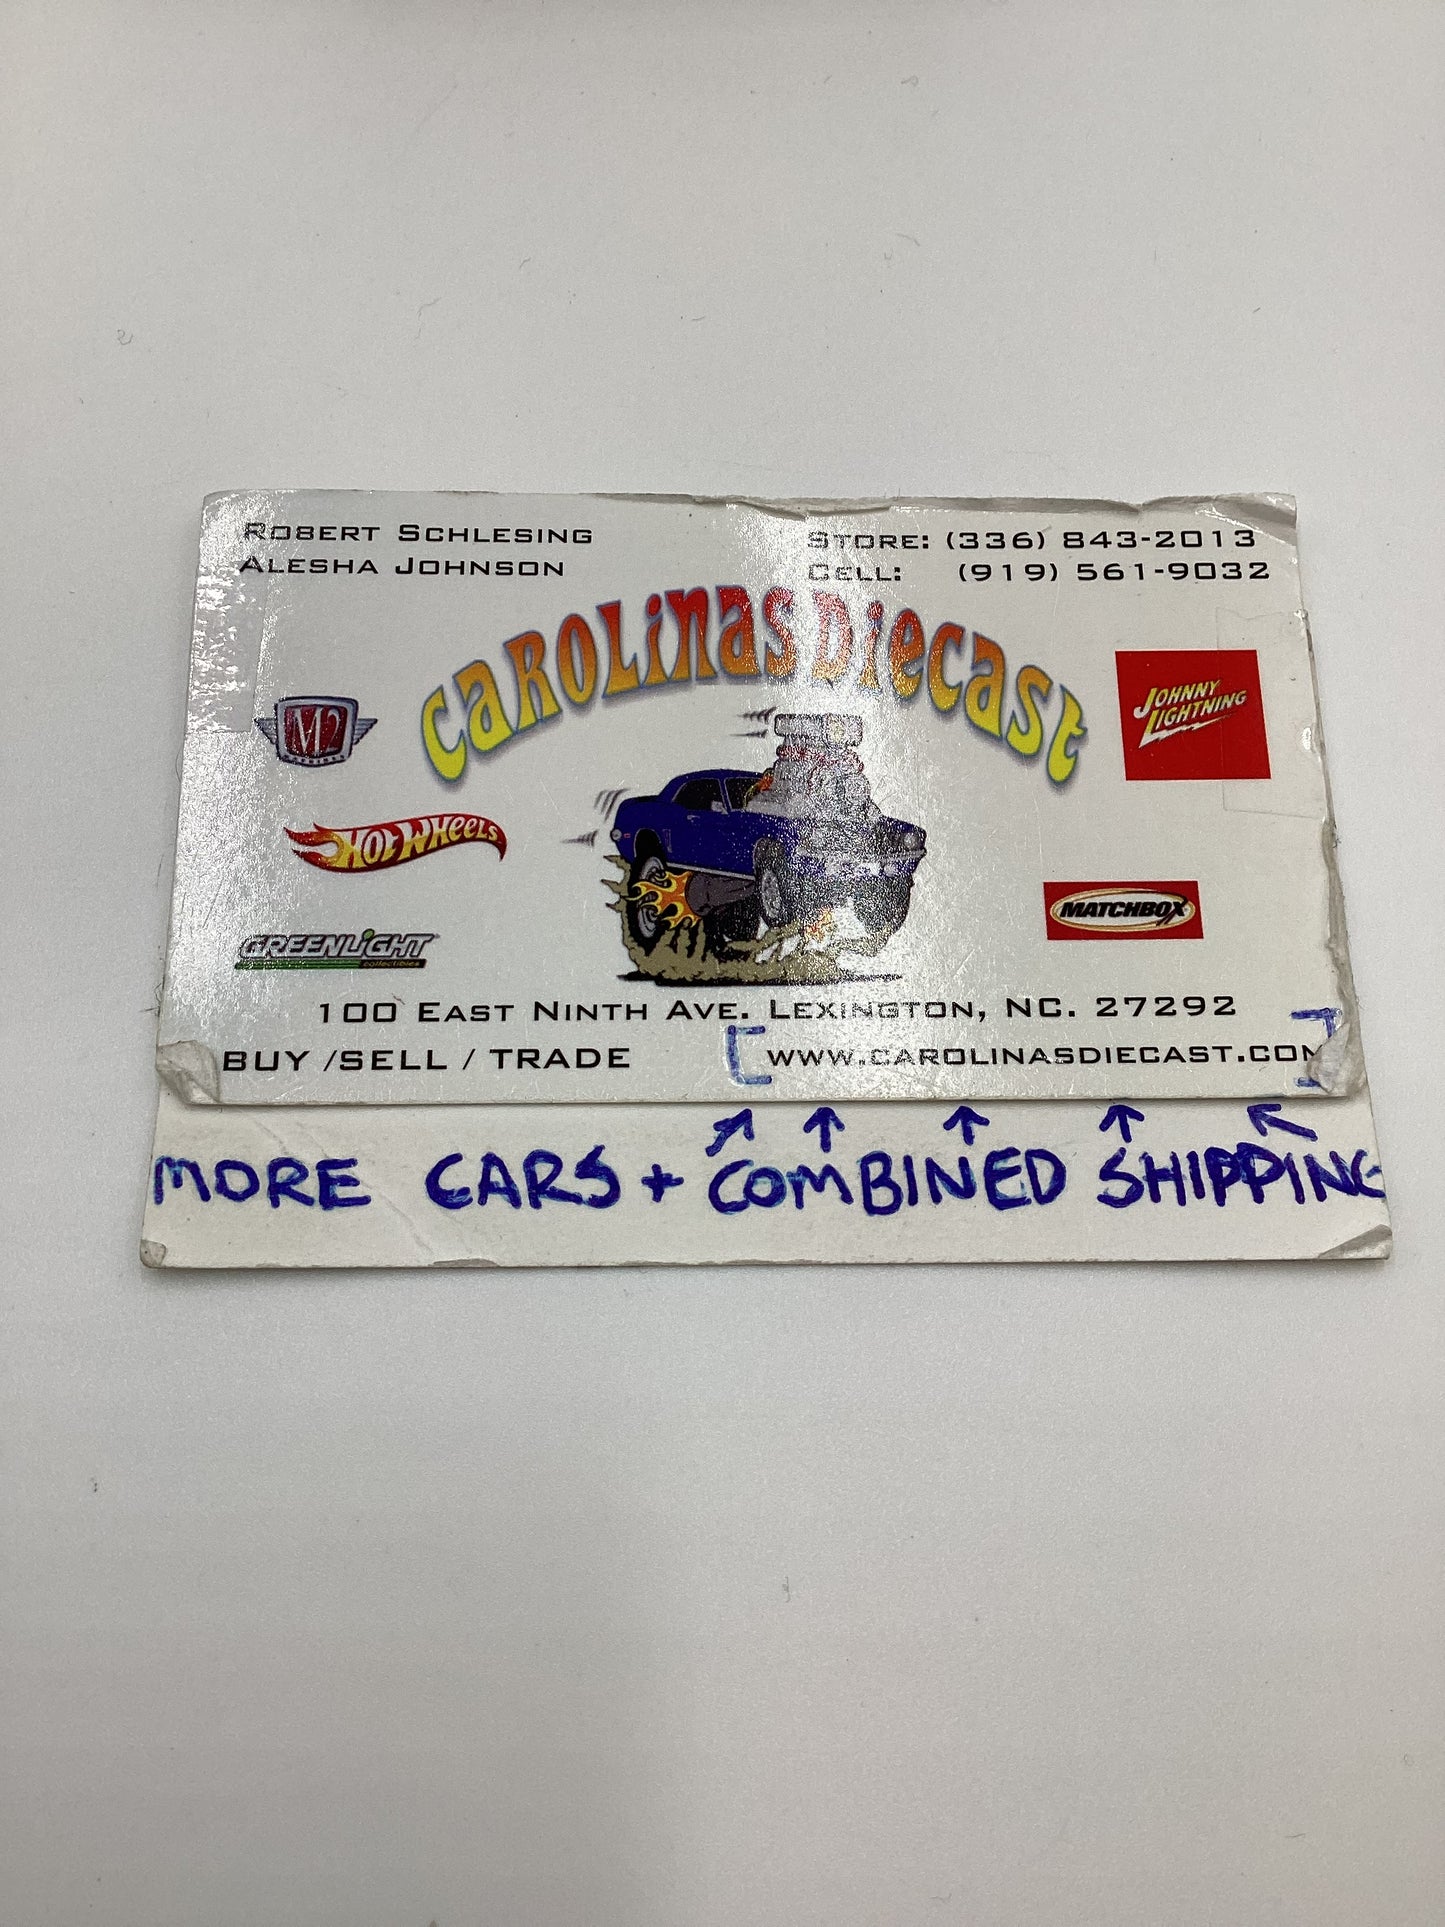 ROBERT SCHLESING
ALESHA JOHNSON
STORE: (336) 843-2013
CELL: (919) 561-9032
CAROLINAS DIECAST
M2
MACHINES
JOHNNY
LIGHTNING
HOT WHEELS
MATCHBOX
GREENLIGHT
collectibles
100 EAST NINTH AVE. LEXINGTON, NC. 27292
BUY /SELL / TRADE [WWW.CAROLINASDIECAST.COM]
MORE CARS + COMBINED SHIPPING